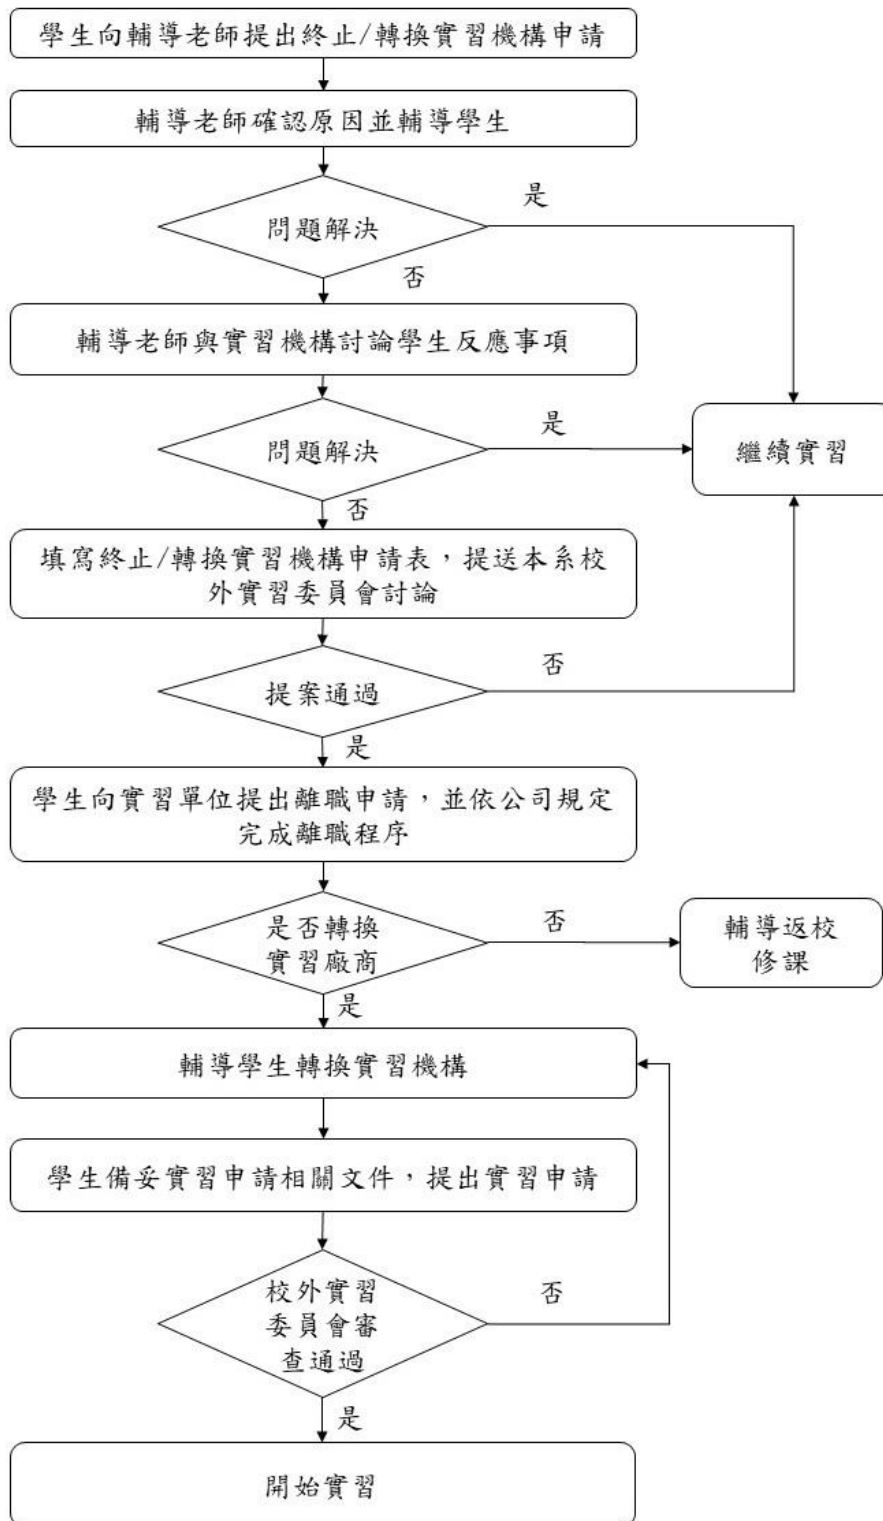 學生向輔導老師提出終止/轉換實習機構申請
輔導老師確認原因並輔導學生
問題解決
是
否
輔導老師與實習機構討論學生反應事項
問題解決
是
繼續實習
否
填寫終止/轉換實習機構申請表，提送本系校
外實習委員會討論
提案通過
否
是
學生向實習單位提出離職申請，並依公司規定
完成離職程序
是否轉換
實習廠商
否
輔導返校
修課
是
輔導學生轉換實習機構
學生備妥實習申請相關文件，提出實習申請
校外實習
委員會審
查通過
否
是
開始實習